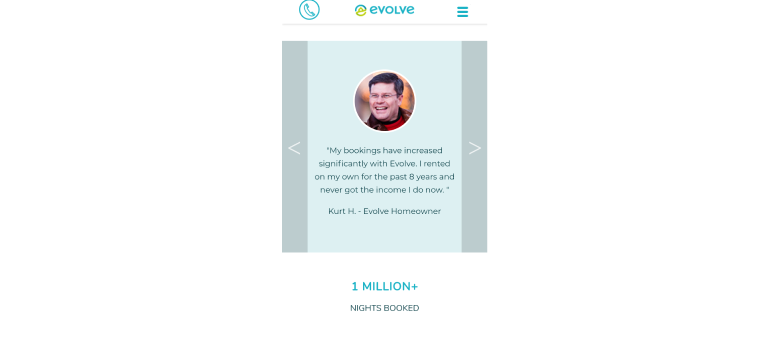 evolve
"My bookings have increased
significantly with Evolve. I rented
on my own for the past 8 years and
never got the income I do now. "
Kurt H. - Evolve Homeowner
1 MILLION+
NIGHTS BOOKED